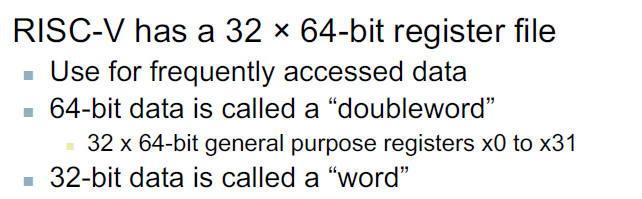 RISC-V has a 32 × 64-bit register file
Use for frequently accessed data
64-bit data is called a “doubleword”
32 x 64-bit general purpose registers x0 to x31
32-bit data is called a “word”